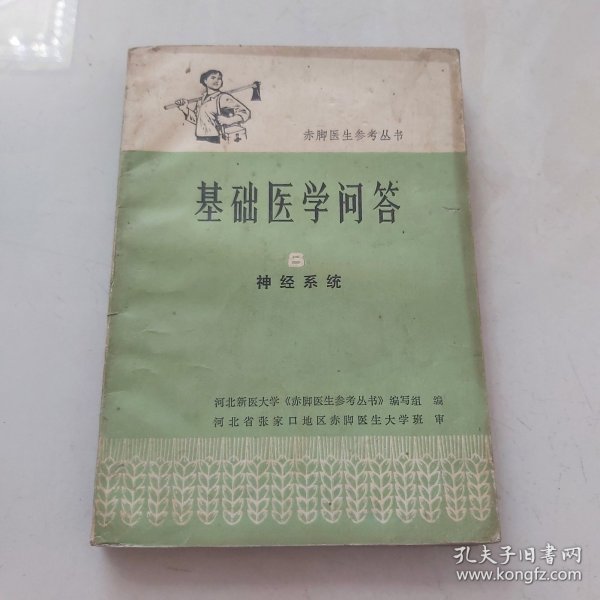 赤脚医生参考丛书
基础医学问答
6
神经系统
河北新医大学《赤脚医生参考丛书》编写组 编
河北省张家口地区赤脚医生大学班 审
孔夫子旧书网
www.kongfz.com